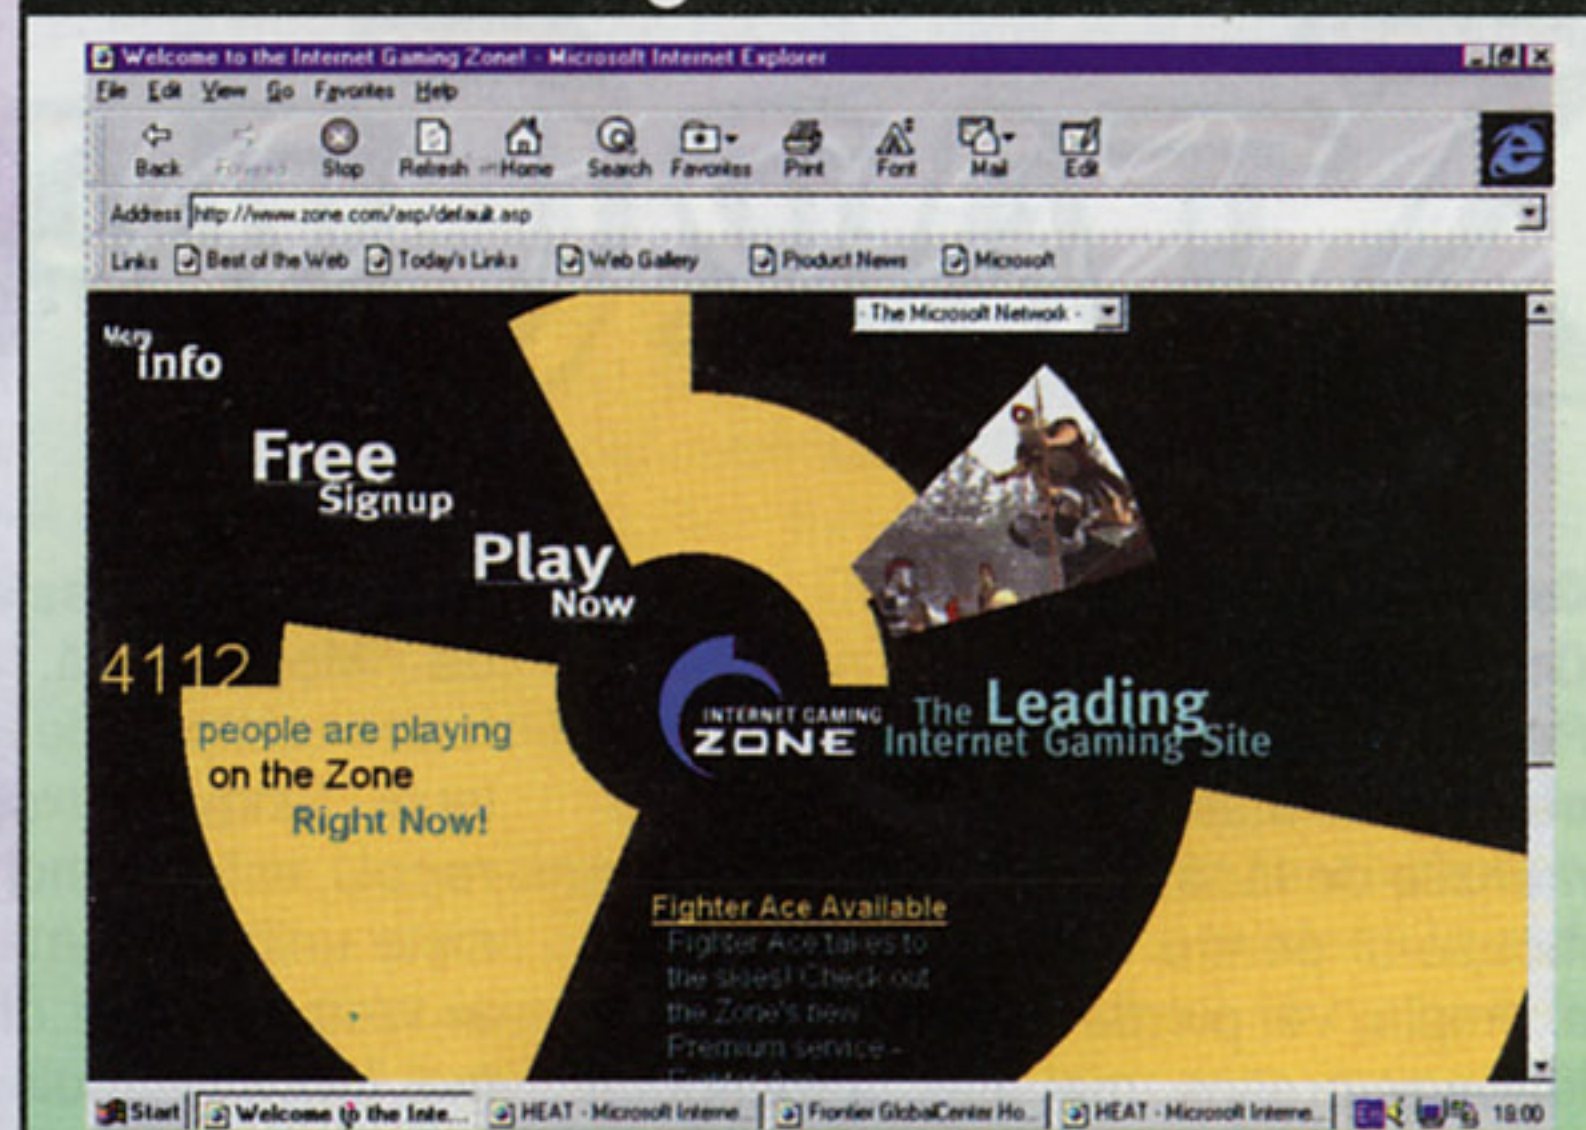 Welcome to the Internet Gaming Zone! - Microsoft Internet Explorer
File Edit View Go Favorites Help
Back Forward Stop Refresh Home Search Favorites Print Font Mail Edit
Address http://www.zone.com/asp/default.asp
Links Best of the Web Today's Links Web Gallery Product News Microsoft
- The Microsoft Network -
More
info
Free
Signup
Play
Now
4112
people are playing
on the Zone
Right Now!
INTERNET GAMING
ZONE
The Leading
Internet Gaming Site
Fighter Ace Available
Fighter Ace takes to
the skies! Check out
the Zone's new
Premium service -
Start Welcome to the Inte... HEAT - Microsoft Interne... Frontier GlobalCenter Ho... HEAT - Microsoft Interne... En 18:00